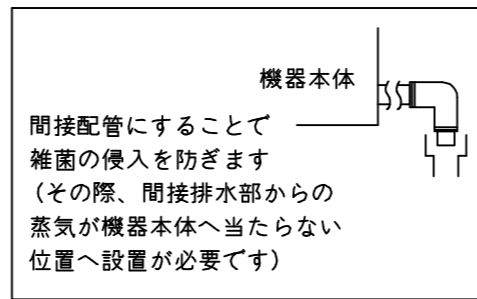 機器本体
間接配管にすることで
雑菌の侵入を防ぎます
（その際、間接排水部からの
蒸気が機器本体へ当たらない
位置へ設置が必要です）